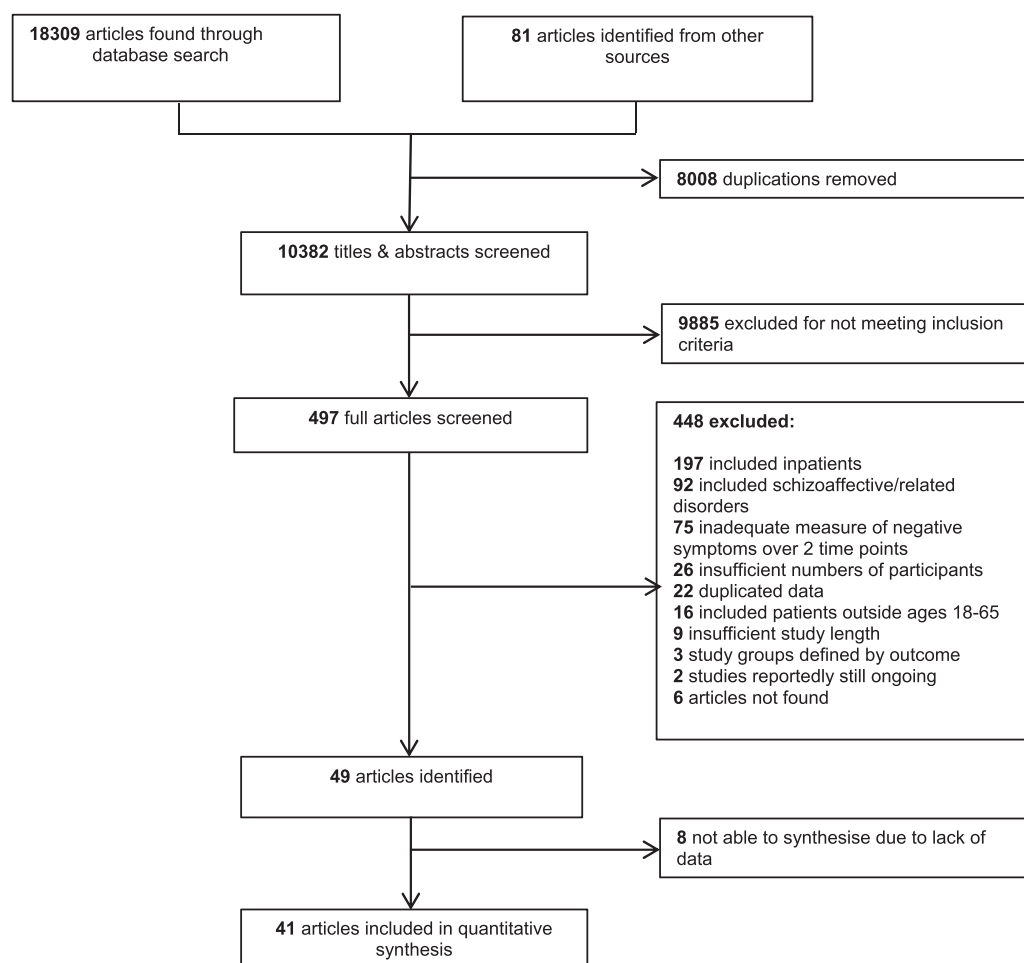 18309 articles found through
database search
81 articles identified from other
sources
8008 duplications removed
10382 titles & abstracts screened
9885 excluded for not meeting inclusion
criteria
497 full articles screened
448 excluded:
197 included inpatients
92 included schizoaffective/related
disorders
75 inadequate measure of negative
symptoms over 2 time points
26 insufficient numbers of participants
22 duplicated data
16 included patients outside ages 18-65
9 insufficient study length
3 study groups defined by outcome
2 studies reportedly still ongoing
6 articles not found
49 articles identified
8 not able to synthesise due to lack of
data
41 articles included in quantitative
synthesis